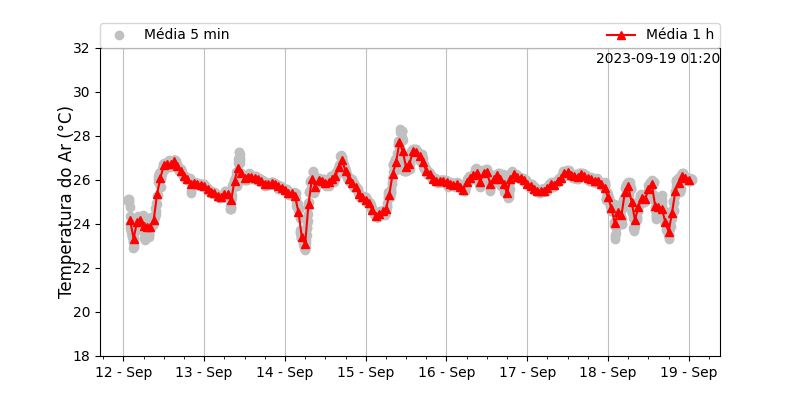 Média 5 min
Média 1 h
2023-09-19 01:20
Temperatura do Ar (°C)
32
30
28
26
24
22
20
18
12 - Sep
13 - Sep
14 - Sep
15 - Sep
16 - Sep
17 - Sep
18 - Sep
19 - Sep